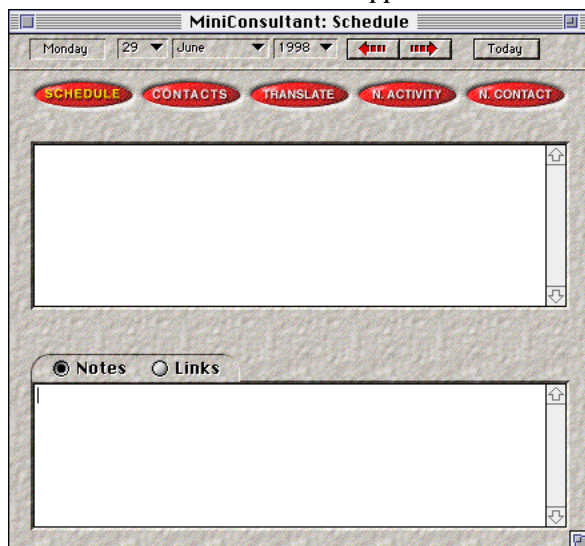 MiniConsultant: Schedule
Monday 29 June 1998 Today
SCHEDULE CONTACTS TRANSLATE N. ACTIVITY N. CONTACT
Notes Links